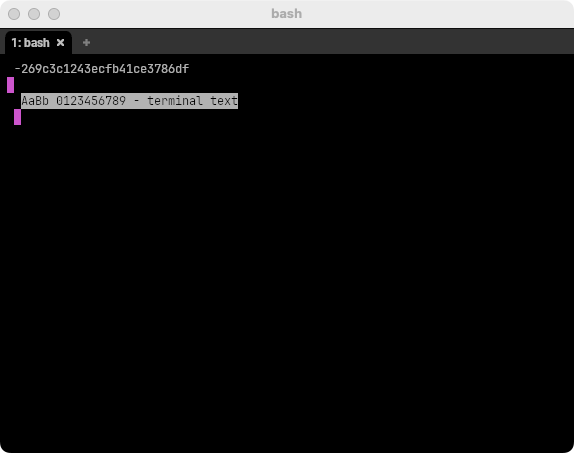 bash
1: bash × +
-269c3c1243ecfb41ce3786df
AaBb 0123456789 - terminal text